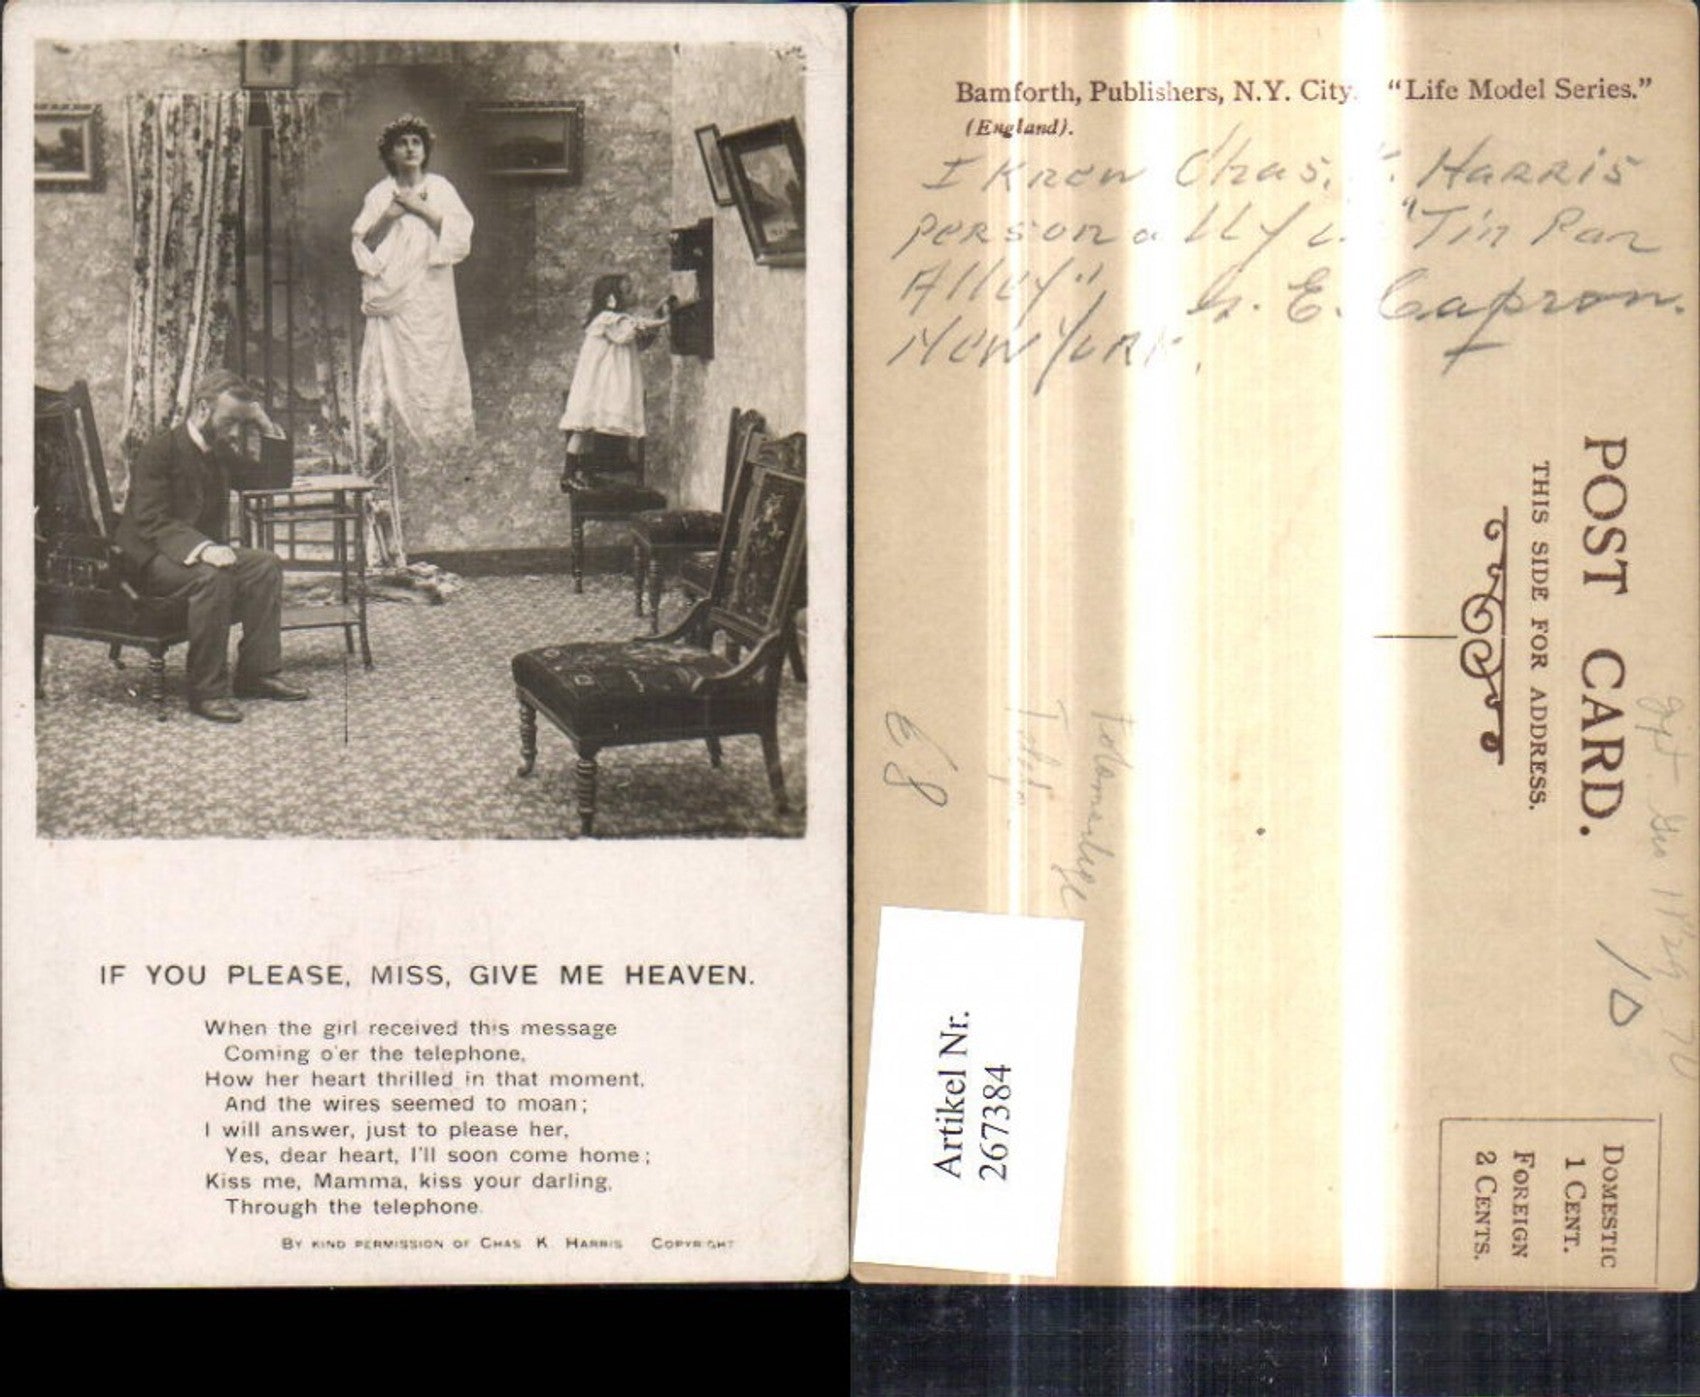 IF YOU PLEASE, MISS, GIVE ME HEAVEN.
When the girl received this message
Coming o'er the telephone,
How her heart thrilled in that moment,
And the wires seemed to moan;
I will answer, just to please her,
Yes, dear heart, I'll soon come home;
Kiss me, Mamma, kiss your darling,
Through the telephone.
BY KIND PERMISSION OF CHAS K. HARRIS COPYRIGHT
Bamforth, Publishers, N.Y. City. "Life Model Series."
(England).
I Knew Chas. HARRIS
personally "Tin Pan
Alley",
G. E. Capron.
New York.
POST CARD.
THIS SIDE FOR ADDRESS.
10
DOMESTIC
1 CENT.
FOREIGN
2 CENTS.
Artikel Nr.
267384